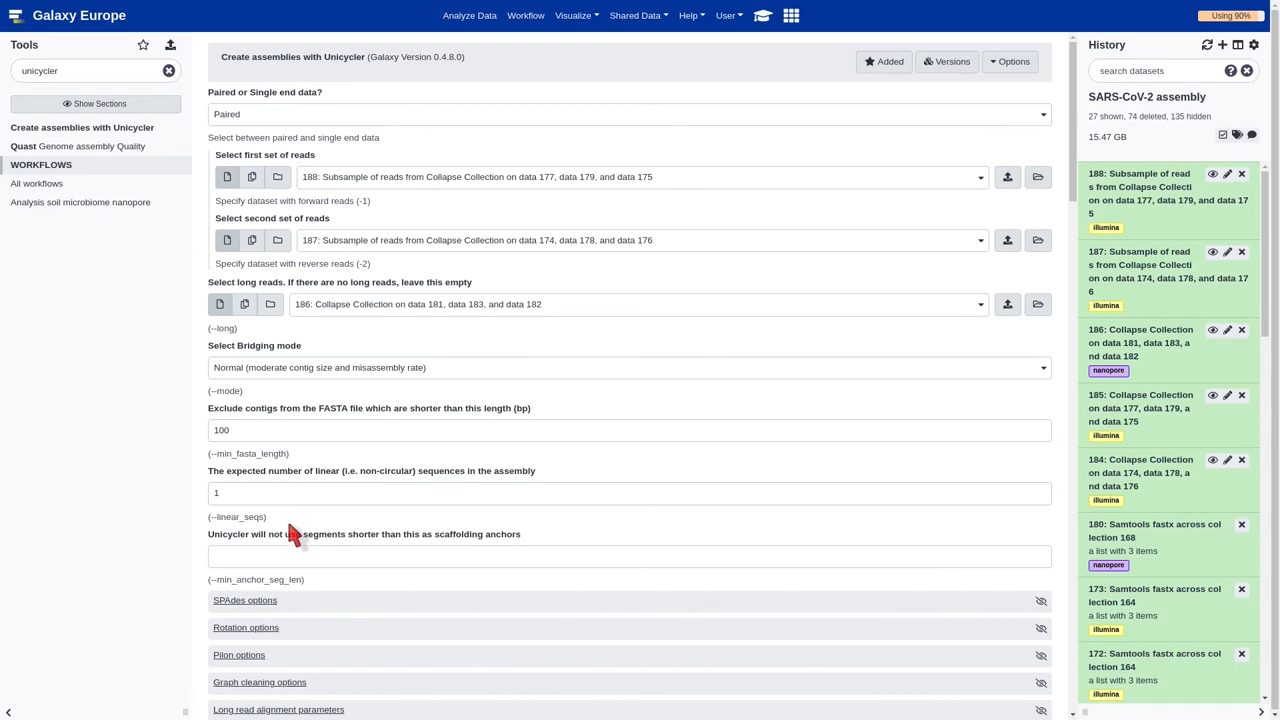 Galaxy Europe
Analyze Data
Workflow
Visualize
Shared Data
Help
User
Using 90%
Tools
unicycler
Show Sections
Create assemblies with Unicycler
Quast Genome assembly Quality
WORKFLOWS
All workflows
Analysis soil microbiome nanopore
Create assemblies with Unicycler (Galaxy Version 0.4.8.0)
Added
Versions
Options
Paired or Single end data?
Paired
Select between paired and single end data
Select first set of reads
188: Subsample of reads from Collapse Collection on data 177, data 179, and data 175
Specify dataset with forward reads (-1)
Select second set of reads
187: Subsample of reads from Collapse Collection on data 174, data 178, and data 176
Specify dataset with reverse reads (-2)
Select long reads. If there are no long reads, leave this empty
186: Collapse Collection on data 181, data 183, and data 182
(--long)
Select Bridging mode
Normal (moderate contig size and misassembly rate)
(--mode)
Exclude contigs from the FASTA file which are shorter than this length (bp)
100
(--min_fasta_length)
The expected number of linear (i.e. non-circular) sequences in the assembly
1
(--linear_seqs)
Unicycler will not segments shorter than this as scaffolding anchors
(--min_anchor_seg_len)
SPAdes options
Rotation options
Pilon options
Graph cleaning options
Long read alignment parameters
History
search datasets
SARS-CoV-2 assembly
27 shown, 74 deleted, 135 hidden
15.47 GB
188: Subsample of read
s from Collapse Collecti
on on data 177, data 179, and data 17
5
illumina
187: Subsample of read
s from Collapse Collecti
on on data 174, data 178, and data 17
6
illumina
186: Collapse Collection
on data 181, data 183, a
nd data 182
nanopore
185: Collapse Collection
on data 177, data 179, a
nd data 175
illumina
184: Collapse Collection
on data 174, data 178, a
nd data 176
illumina
180: Samtools fastx across col
lection 168
a list with 3 items
nanopore
173: Samtools fastx across col
lection 164
a list with 3 items
illumina
172: Samtools fastx across col
lection 164
a list with 3 items
illumina